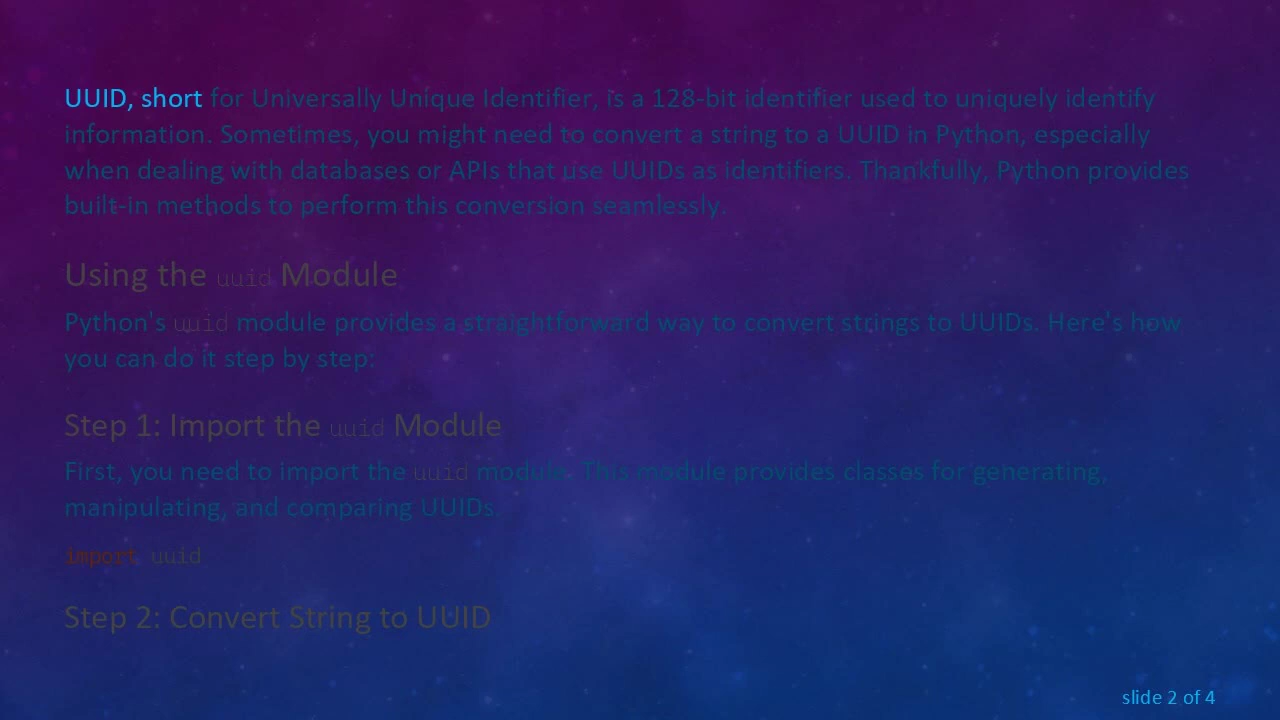 UUID, short for Universally Unique Identifier, is a 128-bit identifier used to uniquely identify
information. Sometimes, you might need to convert a string to a UUID in Python, especially
when dealing with databases or APIs that use UUIDs as identifiers. Thankfully, Python provides
built-in methods to perform this conversion seamlessly.
Using the uuid Module
Python's uuid module provides a straightforward way to convert strings to UUIDs. Here's how
you can do it step by step:
Step 1: Import the uuid Module
First, you need to import the uuid module. This module provides classes for generating,
manipulating, and comparing UUIDs.
import uuid
Step 2: Convert String to UUID
slide 2 of 4